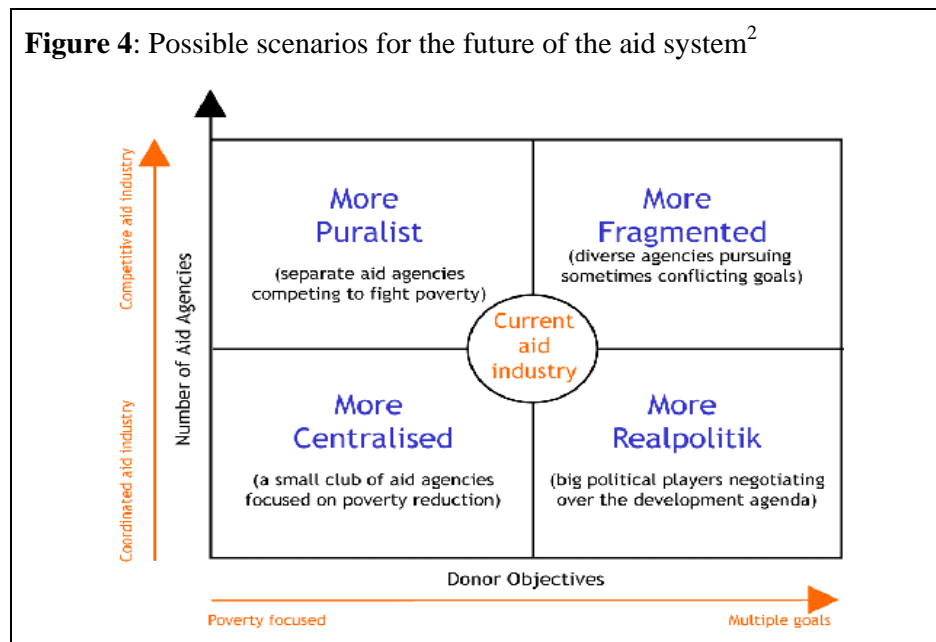 Figure 4: Possible scenarios for the future of the aid system2
Competitive aid industry
Coordinated aid industry
Number of Aid Agencies
More
Puralist
(separate aid agencies
competing to fight poverty)
More
Fragmented
(diverse agencies pursuing
sometimes conflicting goals)
Current
aid
industry
More
Centralised
(a small club of aid agencies
focused on poverty reduction)
More
Realpolitik
(big political players negotiating
over the development agenda)
Donor Objectives
Poverty focused
Multiple goals